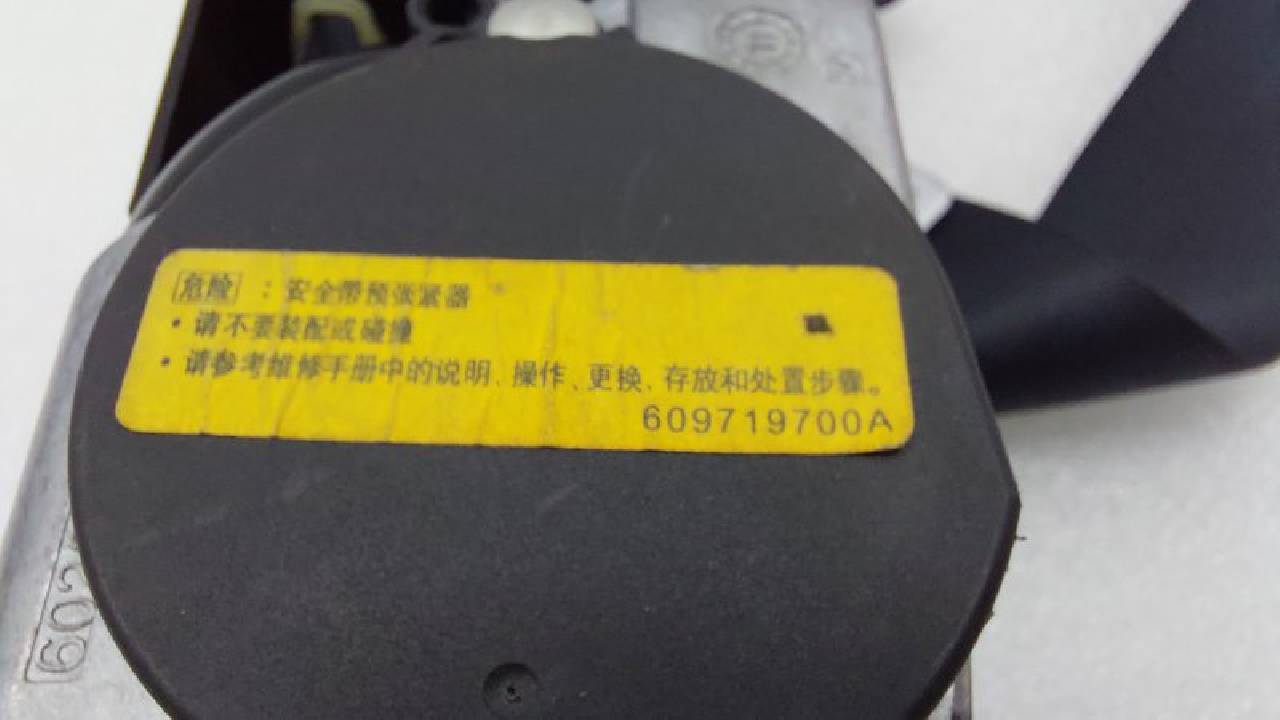 危险 : 安全带预张紧器
• 请不要装配或碰撞
• 请参考维修手册中的说明、操作、更换、存放和处置步骤。
609719700A
609